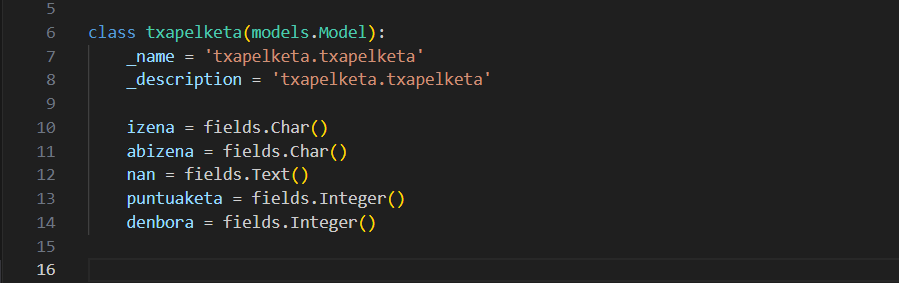 5
6 class txapelketa(models.Model):
7 _name = 'txapelketa.txapelketa'
8 _description = 'txapelketa.txapelketa'
9
10 izena = fields.Char()
11 abizena = fields.Char()
12 nan = fields.Text()
13 puntuaketa = fields.Integer()
14 denbora = fields.Integer()
15
16